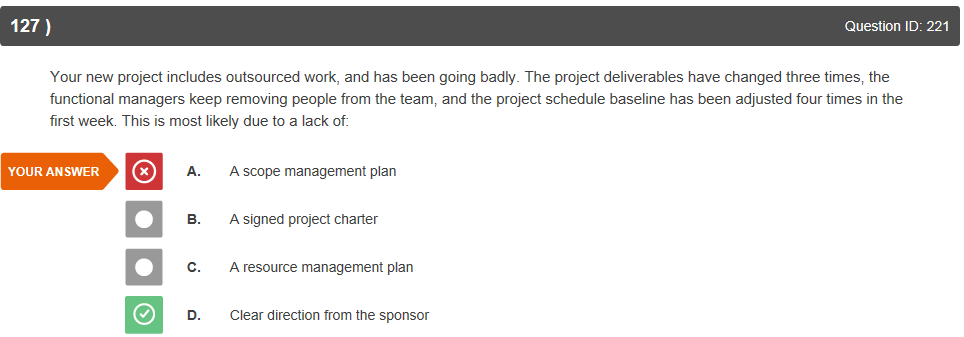 127 )
Question ID: 221
Your new project includes outsourced work, and has been going badly. The project deliverables have changed three times, the
functional managers keep removing people from the team, and the project schedule baseline has been adjusted four times in the
first week. This is most likely due to a lack of:
YOUR ANSWER
A. A scope management plan
B. A signed project charter
C. A resource management plan
D. Clear direction from the sponsor